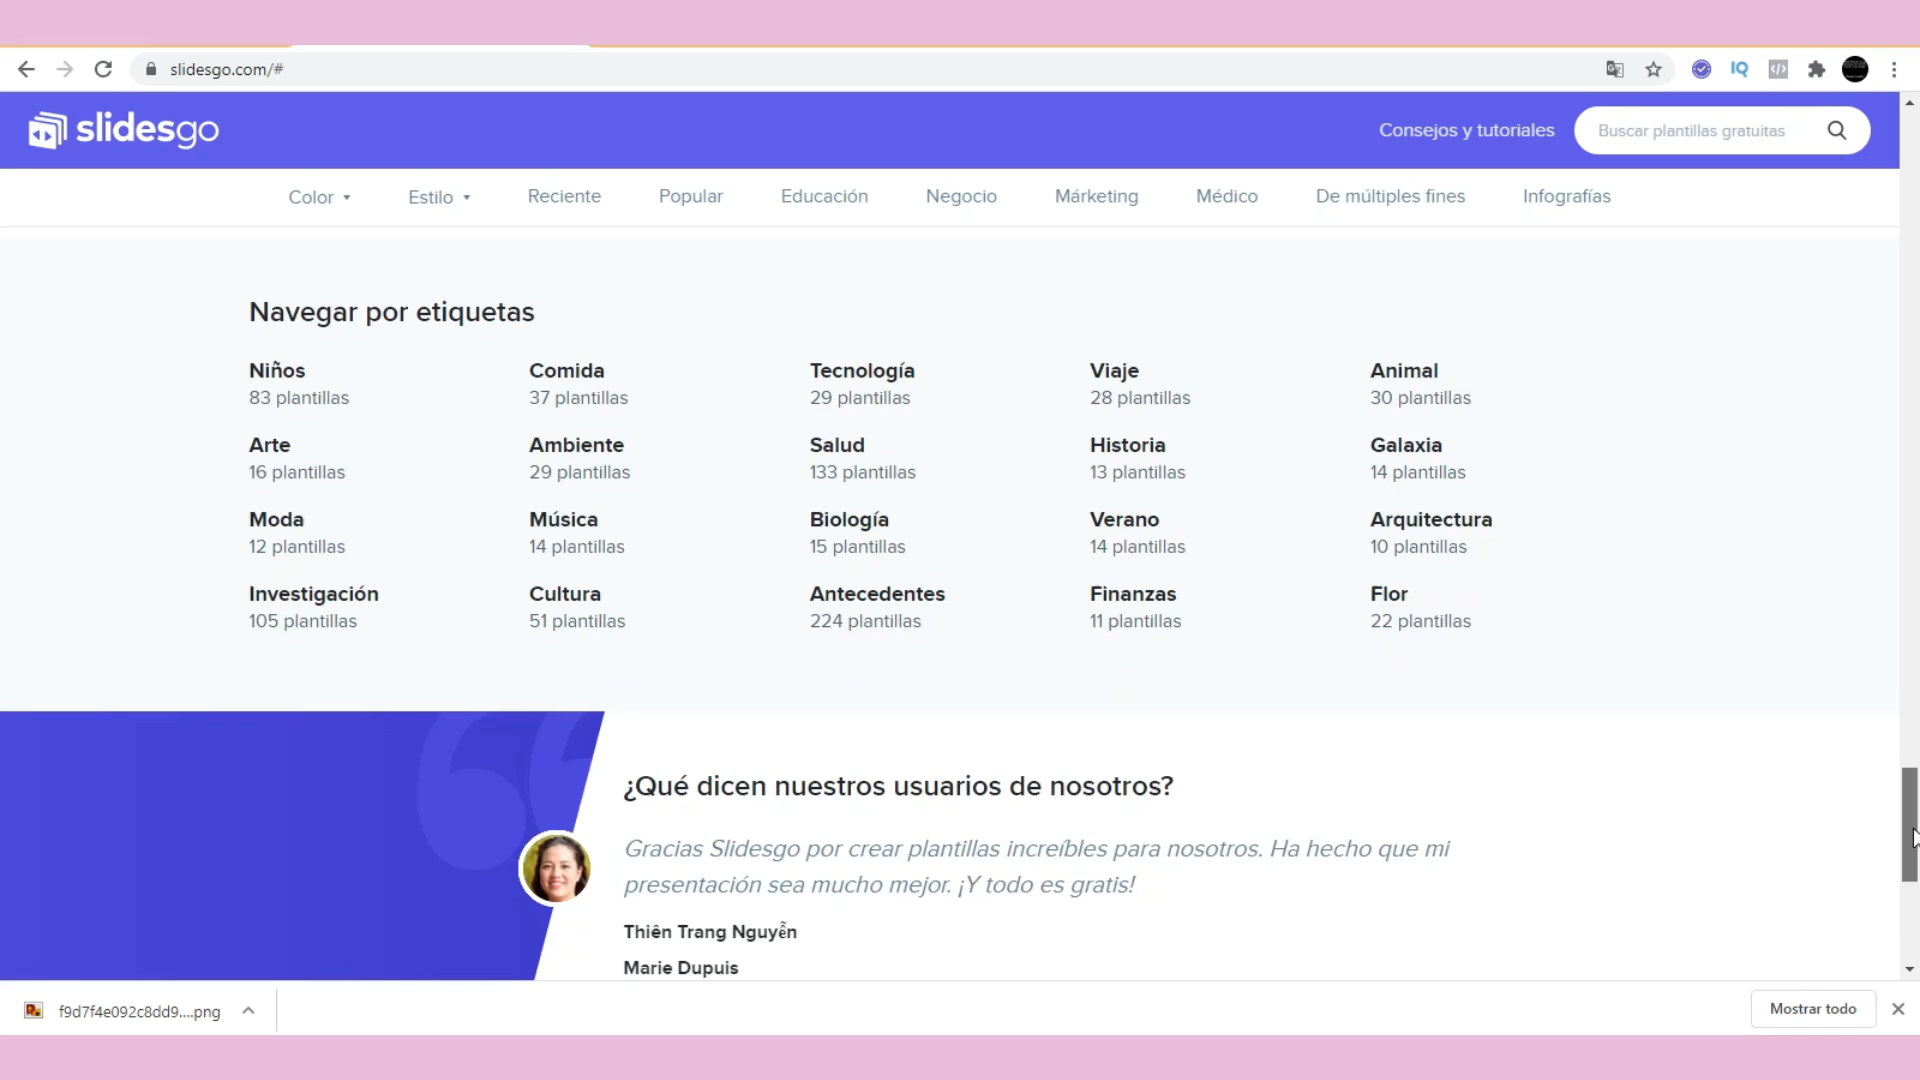 slidesgo.com/#
IQ
slidesgo
Consejos y tutoriales
Buscar plantillas gratuitas
Color
Estilo
Reciente
Popular
Educación
Negocio
Márketing
Médico
De múltiples fines
Infografías
Navegar por etiquetas
Niños
83 plantillas
Comida
37 plantillas
Tecnología
29 plantillas
Viaje
28 plantillas
Animal
30 plantillas
Arte
16 plantillas
Ambiente
29 plantillas
Salud
133 plantillas
Historia
13 plantillas
Galaxia
14 plantillas
Moda
12 plantillas
Música
14 plantillas
Biología
15 plantillas
Verano
14 plantillas
Arquitectura
10 plantillas
Investigación
105 plantillas
Cultura
51 plantillas
Antecedentes
224 plantillas
Finanzas
11 plantillas
Flor
22 plantillas
¿Qué dicen nuestros usuarios de nosotros?
Gracias Slidesgo por crear plantillas increíbles para nosotros. Ha hecho que mi
presentación sea mucho mejor. ¡Y todo es gratis!
Thiên Trang Nguyễn
Marie Dupuis
f9d7f4e092c8dd9....png
Mostrar todo